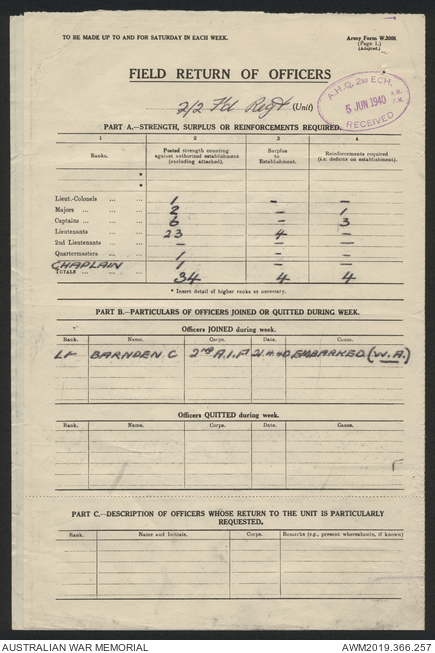 TO BE MADE UP TO AND FOR SATURDAY IN EACH WEEK.
Army Form W.3008.
(Page 1.)
(Adapted.)
FIELD RETURN OF OFFICERS
2/2 Fd Regt (Unit)
A.H.Q. 2ND ECH.
5 JUN 1940 A.M. P.M.
RECEIVED
PART A.—STRENGTH, SURPLUS OR REINFORCEMENTS REQUIRED.
1 2 3 4
Ranks. Posted strength counting against authorized establishment (excluding attached). Surplus to Establishment. Reinforcements required (i.e. deficits on establishment).
*
*
Lieut.-Colonels ... ... 1 — —
Majors ... ... ... 2 — 1
Captains ... ... ... 6 — 3
Lieutenants ... ... 23 4 —
2nd Lieutenants ... ... — — —
Quartermasters ... ... 1 — —
CHAPLAIN 1 — —
TOTALS ... ... ... 34 4 4
* Insert detail of higher ranks as necessary.
PART B.—PARTICULARS OF OFFICERS JOINED OR QUITTED DURING WEEK.
Officers JOINED during week.
Rank. Name. Corps. Date. Cause.
Lt BARNDEN C 2nd A.I.F. 21.4.40 EMBARKED (W.A.)
Officers QUITTED during week.
Rank. Name. Corps. Date. Cause.
PART C.—DESCRIPTION OF OFFICERS WHOSE RETURN TO THE UNIT IS PARTICULARLY
REQUESTED.
Rank. Name and Initials. Corps. Remarks (e.g., present whereabouts, if known)
AUSTRALIAN WAR MEMORIAL AWM2019.366.257